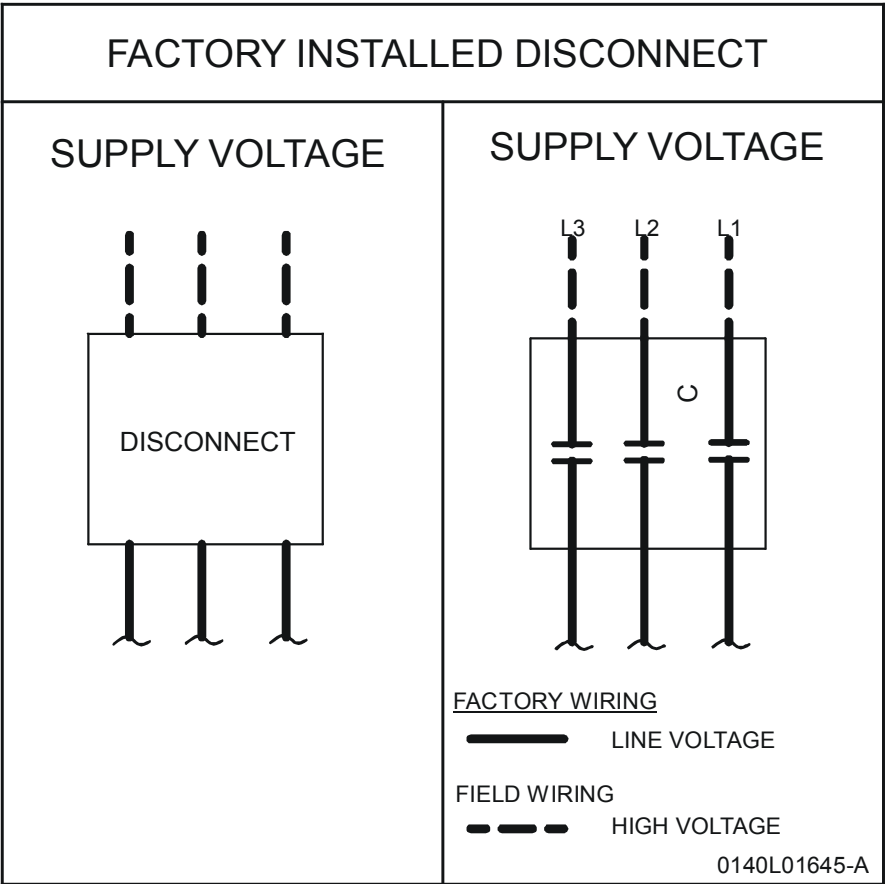 FACTORY INSTALLED DISCONNECT
SUPPLY VOLTAGE
DISCONNECT
SUPPLY VOLTAGE
L3 L2 L1
C
FACTORY WIRING
LINE VOLTAGE
FIELD WIRING
HIGH VOLTAGE
0140L01645-A